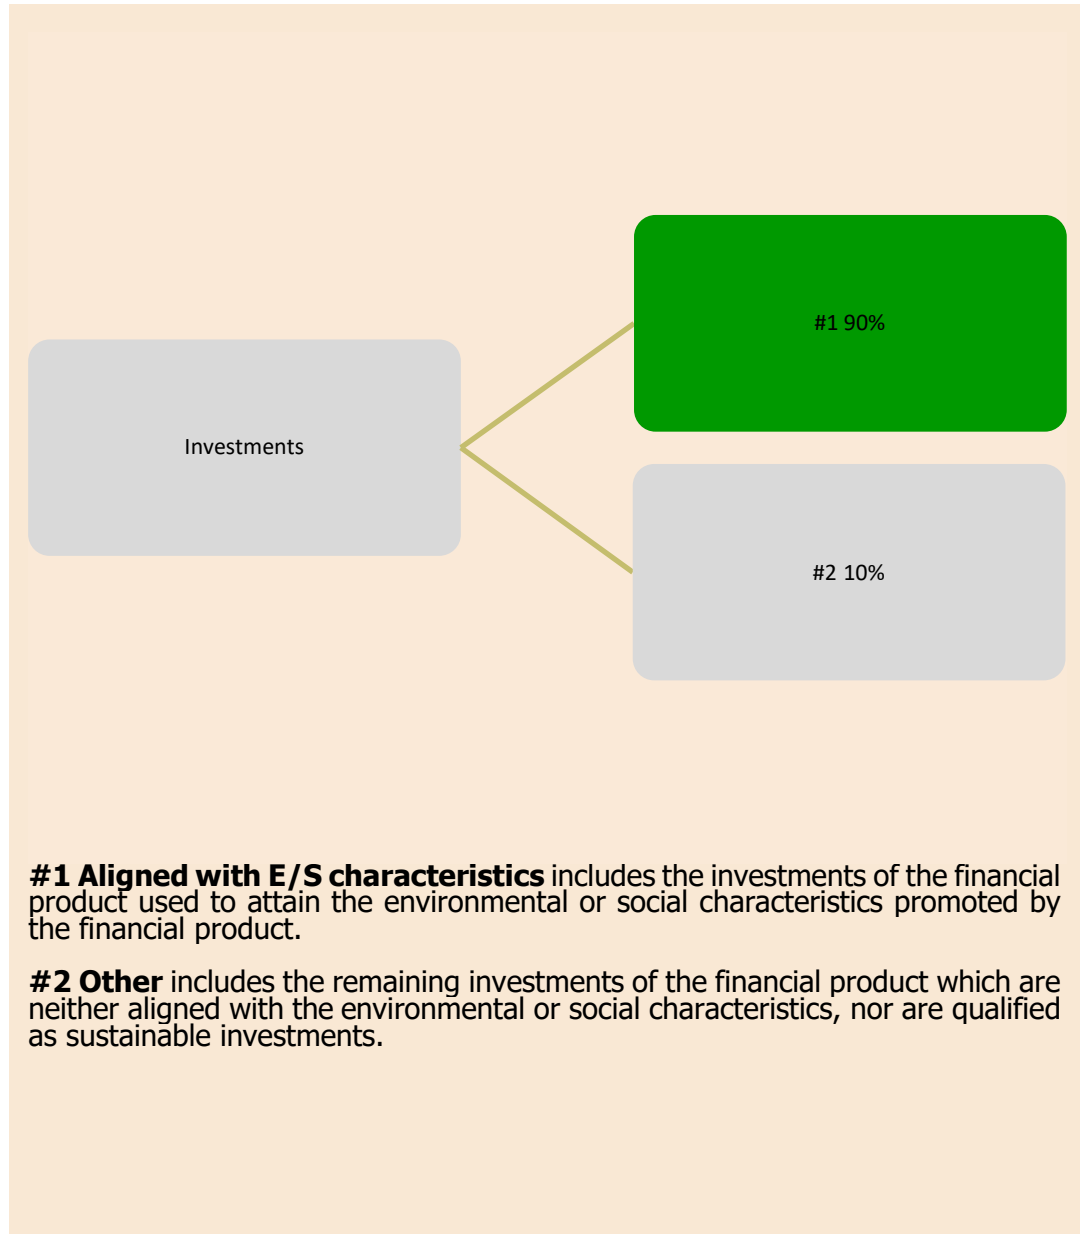 #1 90%
Investments
#2 10%
#1 Aligned with E/S characteristics includes the investments of the financial
product used to attain the environmental or social characteristics promoted by
the financial product.
#2 Other includes the remaining investments of the financial product which are
neither aligned with the environmental or social characteristics, nor are qualified
as sustainable investments.